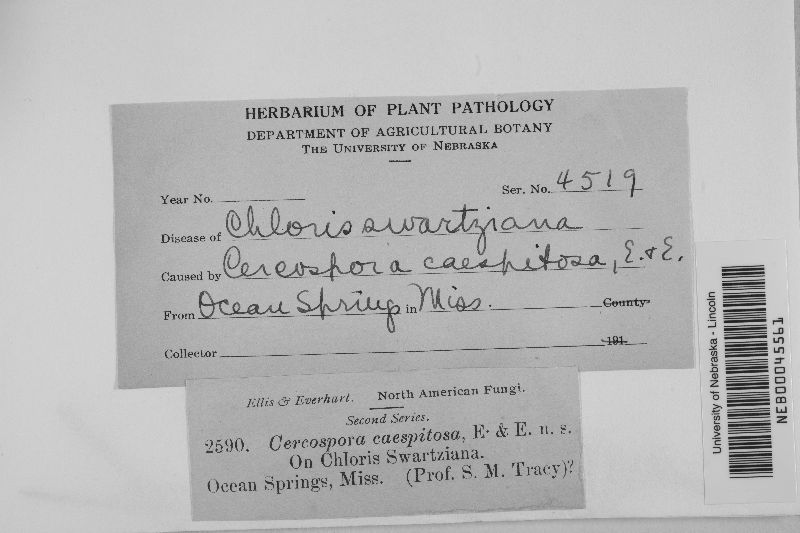 HERBARIUM OF PLANT PATHOLOGY
DEPARTMENT OF AGRICULTURAL BOTANY
THE UNIVERSITY OF NEBRASKA
Year No.
Ser. No. 4519
Disease of Chloris swartziana
Caused by Cercospora caespitosa, E. & E.
From Ocean Springs in Miss. County
Collector 191
Ellis & Everhart. North American Fungi.
Second Series.
2590. Cercospora caespitosa, E. & E. n. s.
On Chloris Swartziana.
Ocean Springs, Miss. (Prof. S. M. Tracy)?
University of Nebraska - Lincoln
NEB00045561